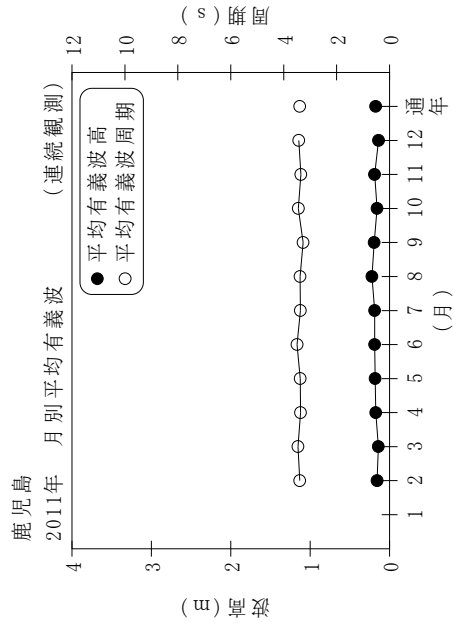 鹿児島
2011年
月別平均有義波
(連続観測)
●平均有義波高
○平均有義波周期
波高(m)
4
3
2
1
0
周期(s)
12
10
8
6
4
2
0
1 2 3 4 5 6 7 8 9 10 11 12 通年
(月)